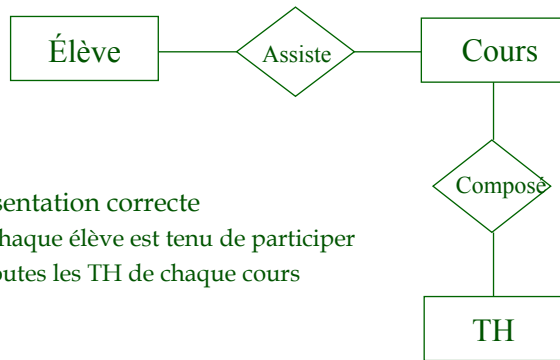 Élève
Assiste
Cours
Composé
sentation correcte
haque élève est tenu de participer
outes les TH de chaque cours
TH